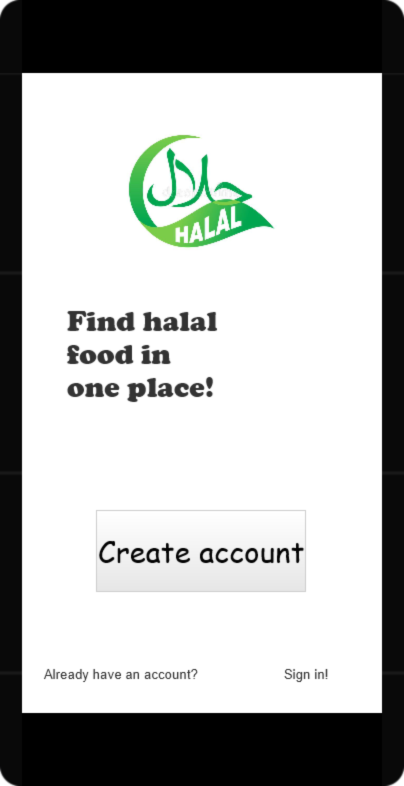 حلال
HALAL
Find halal
food in
one place!
Create account
Already have an account? Sign in!